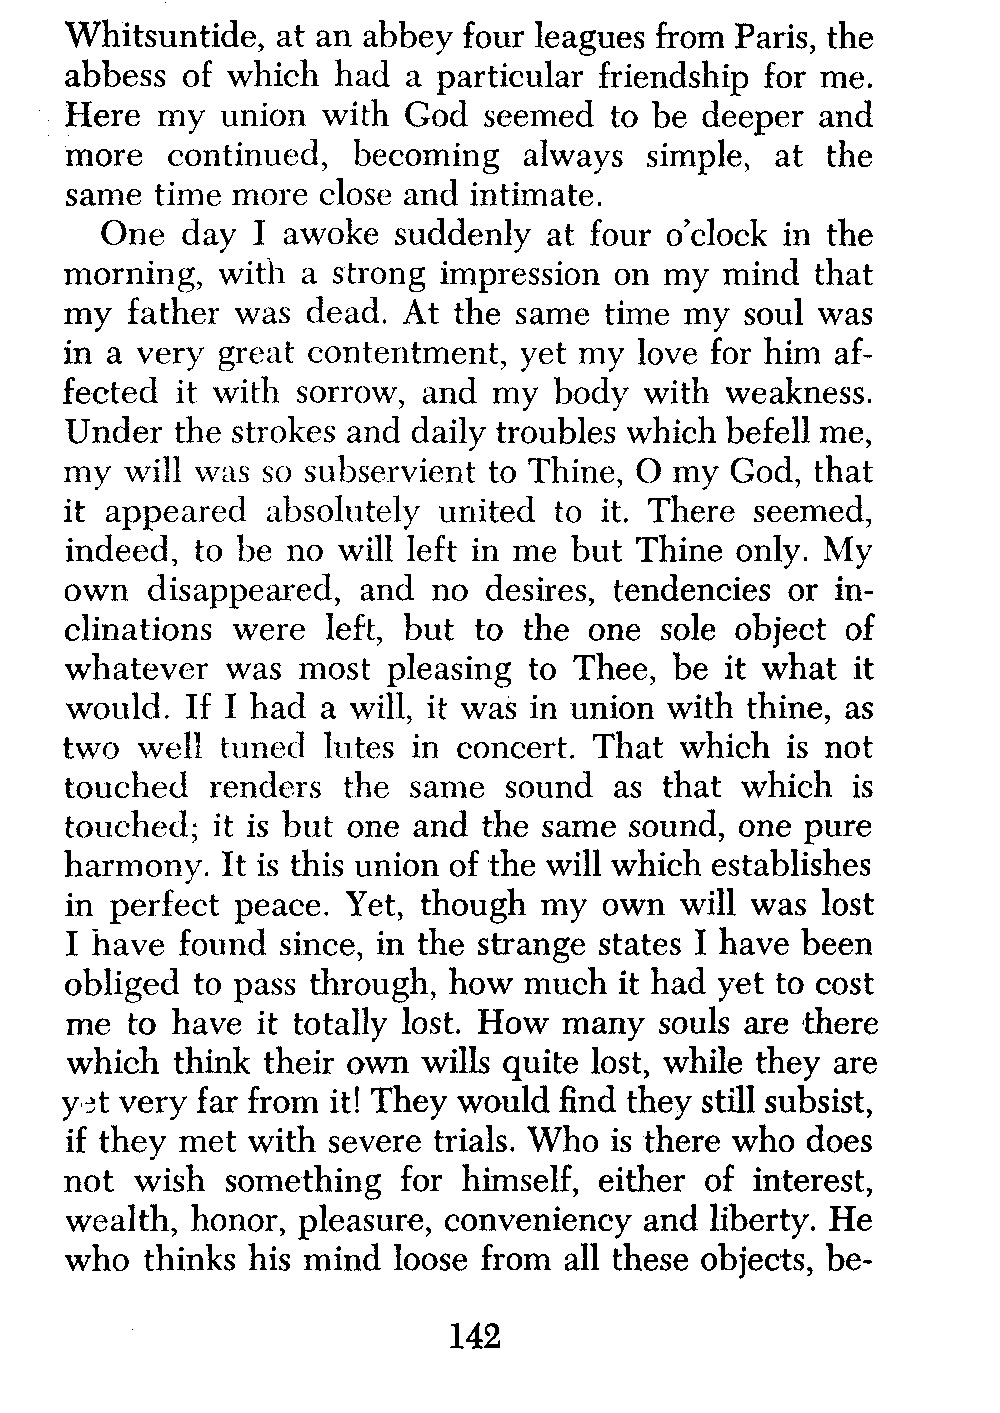 Whitsuntide, at an abbey four leagues from Paris, the
abbess of which had a particular friendship for me.
Here my union with God seemed to be deeper and
more continued, becoming always simple, at the
same time more close and intimate.
One day I awoke suddenly at four o'clock in the
morning, with a strong impression on my mind that
my father was dead. At the same time my soul was
in a very great contentment, yet my love for him af-
fected it with sorrow, and my body with weakness.
Under the strokes and daily troubles which befell me,
my will was so subservient to Thine, O my God, that
it appeared absolutely united to it. There seemed,
indeed, to be no will left in me but Thine only. My
own disappeared, and no desires, tendencies or in-
clinations were left, but to the one sole object of
whatever was most pleasing to Thee, be it what it
would. If I had a will, it was in union with thine, as
two well tuned lutes in concert. That which is not
touched renders the same sound as that which is
touched; it is but one and the same sound, one pure
harmony. It is this union of the will which establishes
in perfect peace. Yet, though my own will was lost
I have found since, in the strange states I have been
obliged to pass through, how much it had yet to cost
me to have it totally lost. How many souls are there
which think their own wills quite lost, while they are
yet very far from it! They would find they still subsist,
if they met with severe trials. Who is there who does
not wish something for himself, either of interest,
wealth, honor, pleasure, conveniency and liberty. He
who thinks his mind loose from all these objects, be-
142